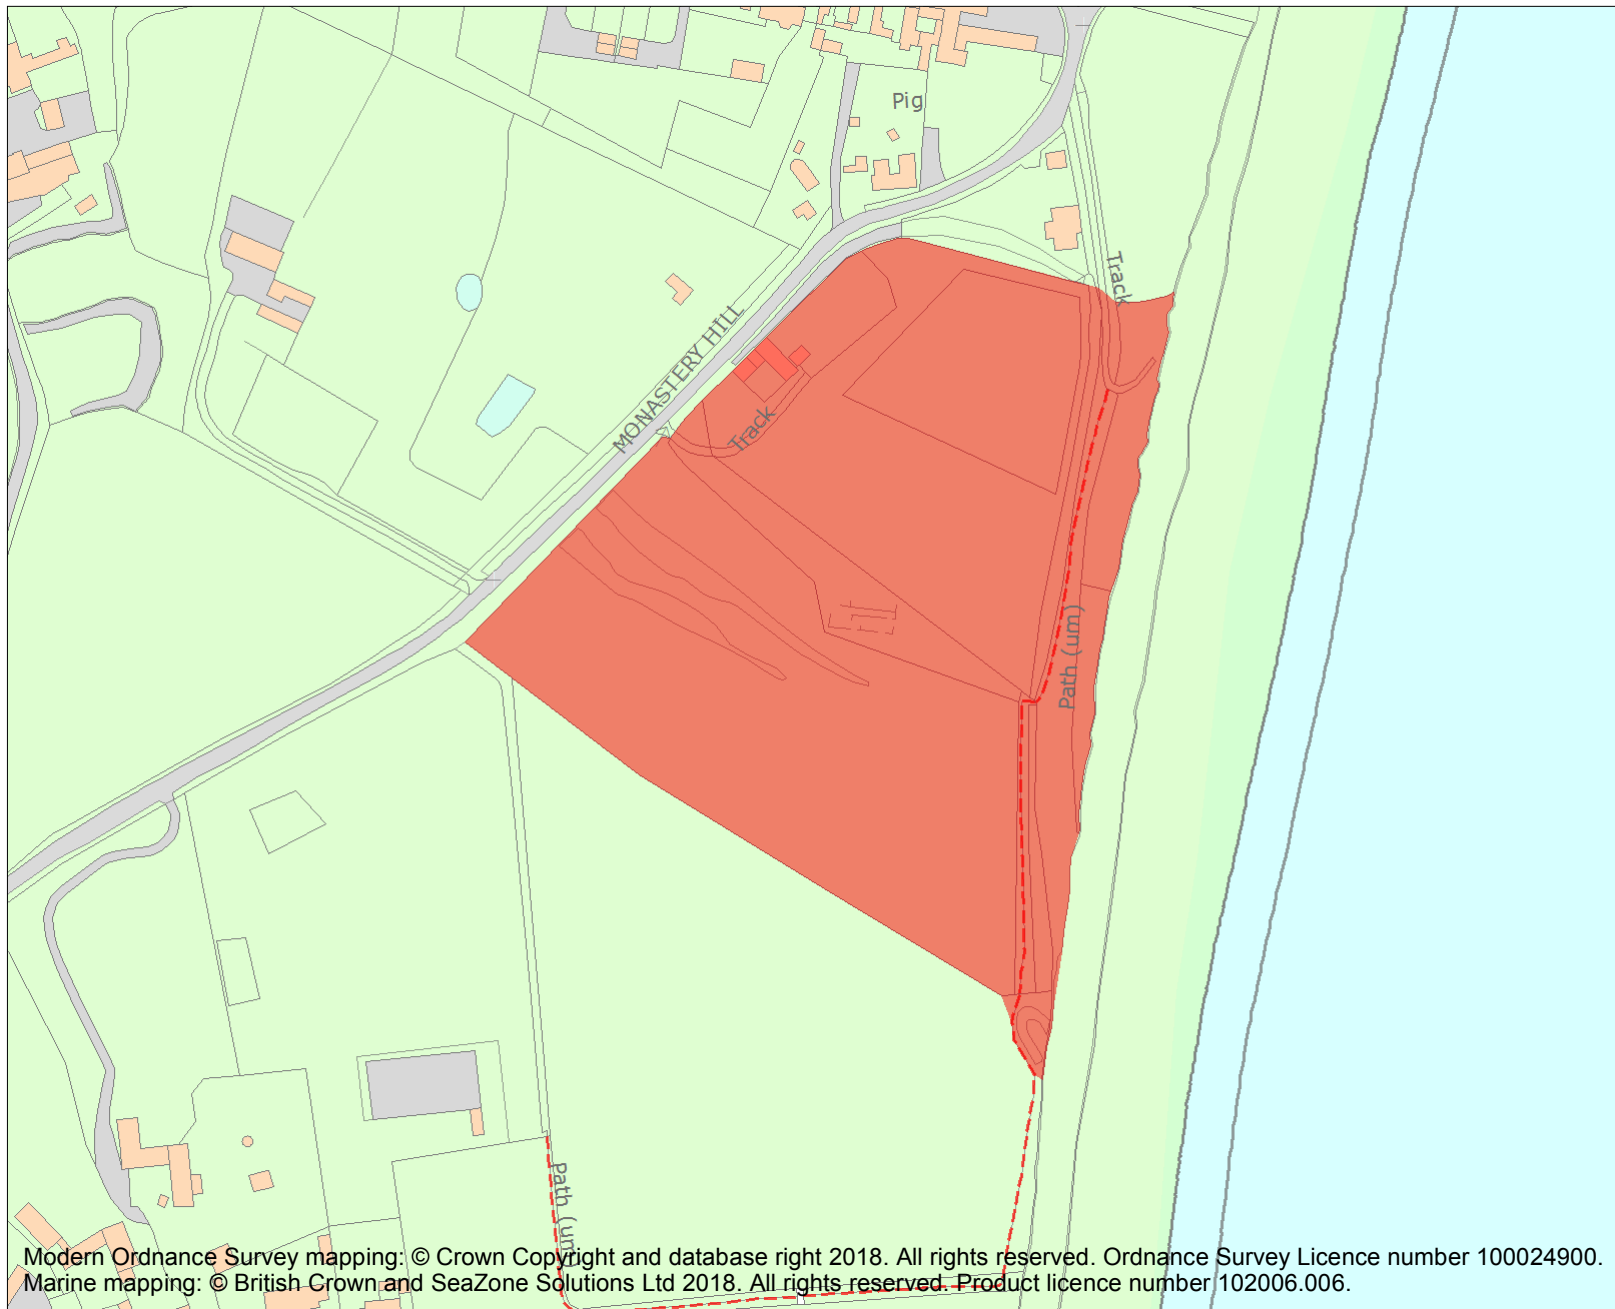 Pig
Track
MONASTERY HILL
Track
Path (um)
Path (um
Modern Ordnance Survey mapping: © Crown Copyright and database right 2018. All rights reserved. Ordnance Survey Licence number 100024900.
Marine mapping: © British Crown and SeaZone Solutions Ltd 2018. All rights reserved. Product licence number 102006.006.